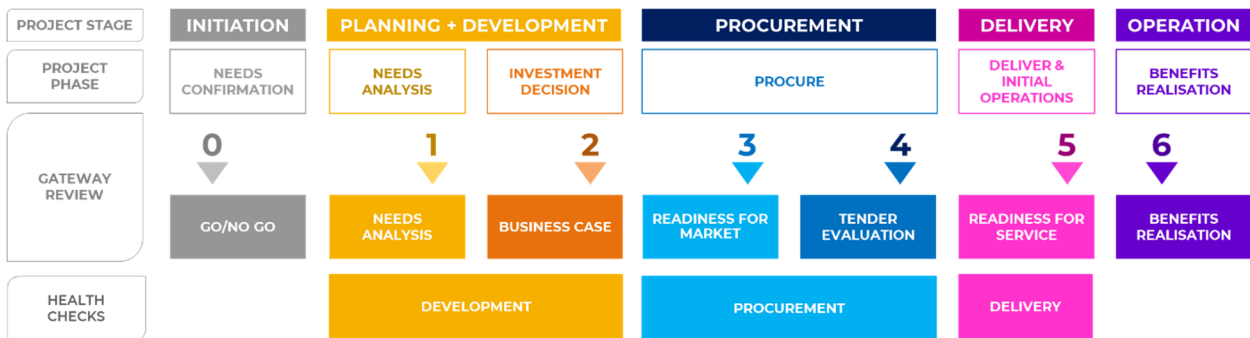 PROJECT STAGE
INITIATION
PLANNING + DEVELOPMENT
PROCUREMENT
DELIVERY
OPERATION
PROJECT
PHASE
NEEDS
CONFIRMATION
NEEDS
ANALYSIS
INVESTMENT
DECISION
PROCURE
DELIVER &
INITIAL
OPERATIONS
BENEFITS
REALISATION
GATEWAY
REVIEW
0
1
2
3
4
5
6
GO/NO GO
NEEDS
ANALYSIS
BUSINESS CASE
READINESS FOR
MARKET
TENDER
EVALUATION
READINESS FOR
SERVICE
BENEFITS
REALISATION
HEALTH
CHECKS
DEVELOPMENT
PROCUREMENT
DELIVERY